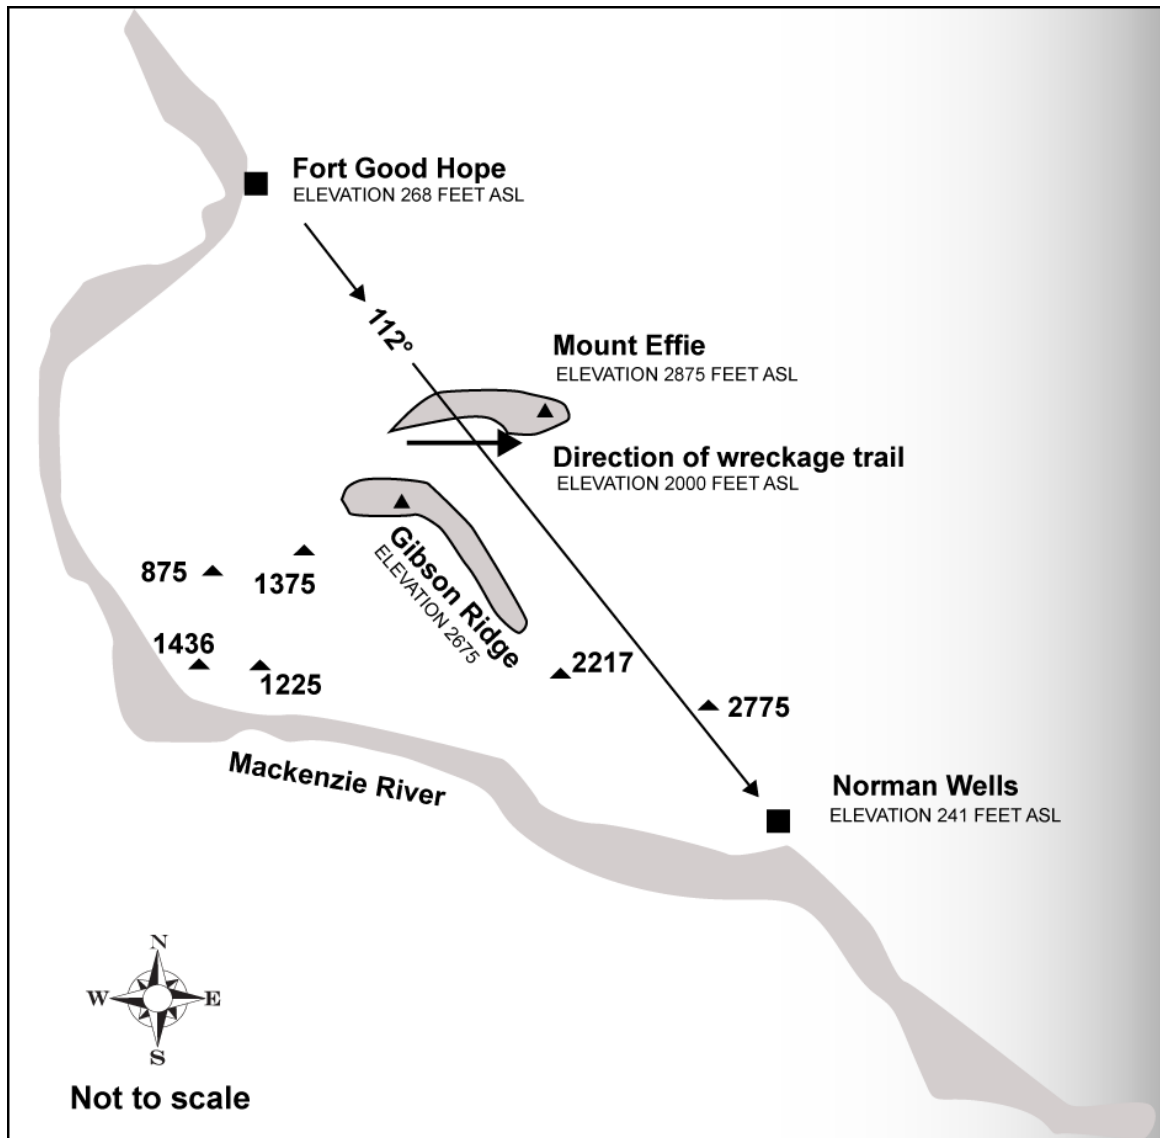 Fort Good Hope
ELEVATION 268 FEET ASL
112°
Mount Effie
ELEVATION 2875 FEET ASL
Direction of wreckage trail
ELEVATION 2000 FEET ASL
Gibson Ridge
ELEVATION 2675
875
1375
1436
1225
2217
2775
Mackenzie River
Norman Wells
ELEVATION 241 FEET ASL
N
W
E
S
Not to scale